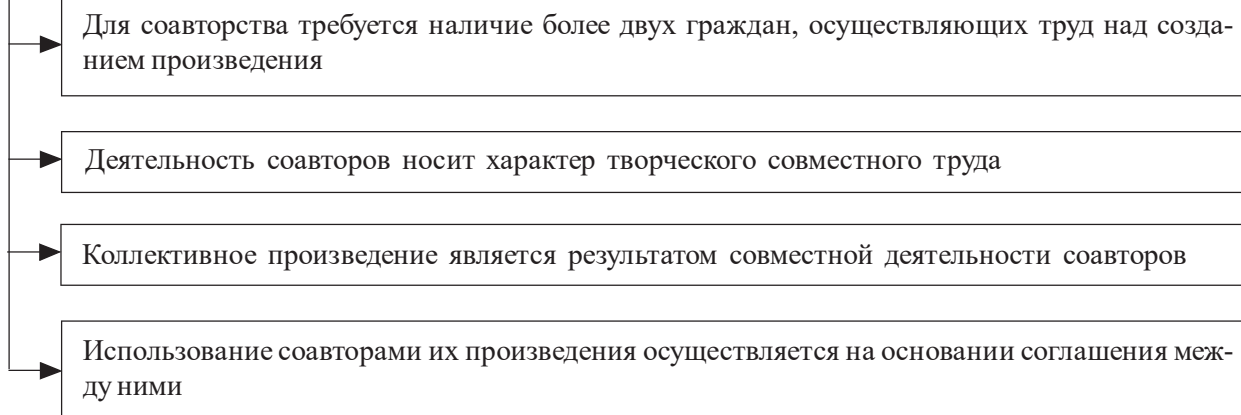 Для соавторства требуется наличие более двух граждан, осуществляющих труд над созда-
нием произведения
Деятельность соавторов носит характер творческого совместного труда
Коллективное произведение является результатом совместной деятельности соавторов
Использование соавторами их произведения осуществляется на основании соглашения меж-
ду ними